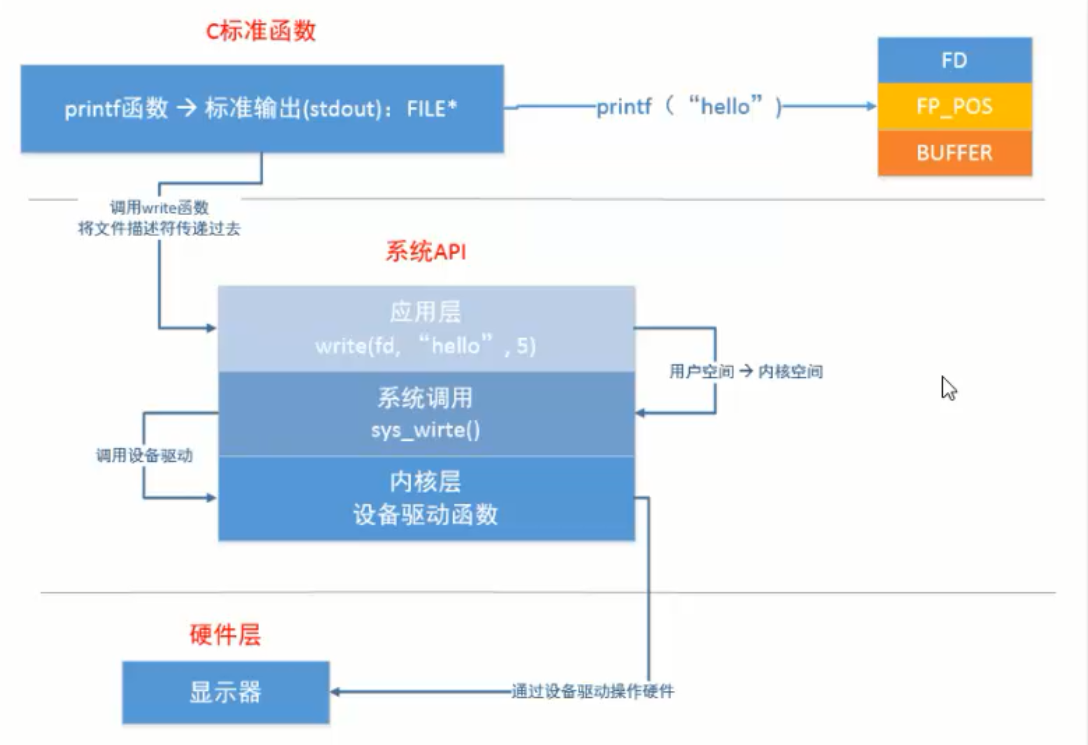 C标准函数
printf函数 → 标准输出(stdout)：FILE*
printf（“hello”）
FD
FP_POS
BUFFER
调用write函数
将文件描述符传递过去
系统API
应用层
write(fd, “hello”, 5)
用户空间 → 内核空间
系统调用
sys_wirte()
调用设备驱动
内核层
设备驱动函数
硬件层
显示器
通过设备驱动操作硬件